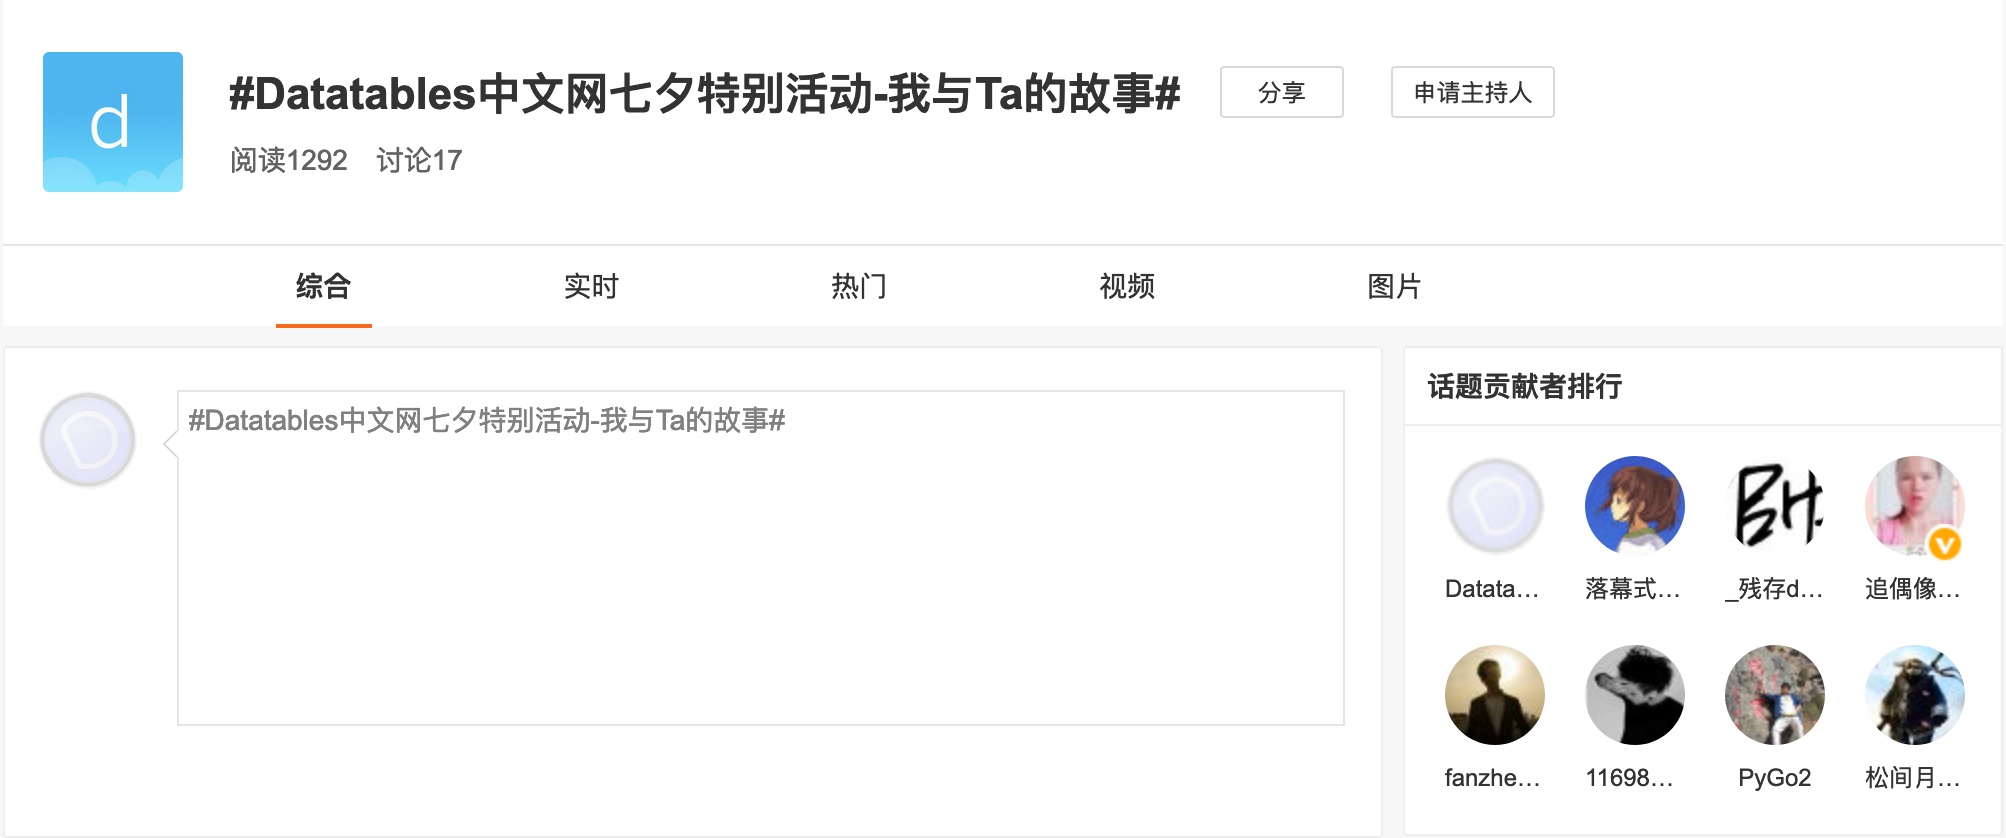 d
#Datatables中文网七夕特别活动-我与Ta的故事#
分享
申请主持人
阅读1292 讨论17
综合 实时 热门 视频 图片
#Datatables中文网七夕特别活动-我与Ta的故事#
话题贡献者排行
Datata... 落幕式... _残存d... 追偶像...
fanzhe... 11698... PyGo2 松间月...